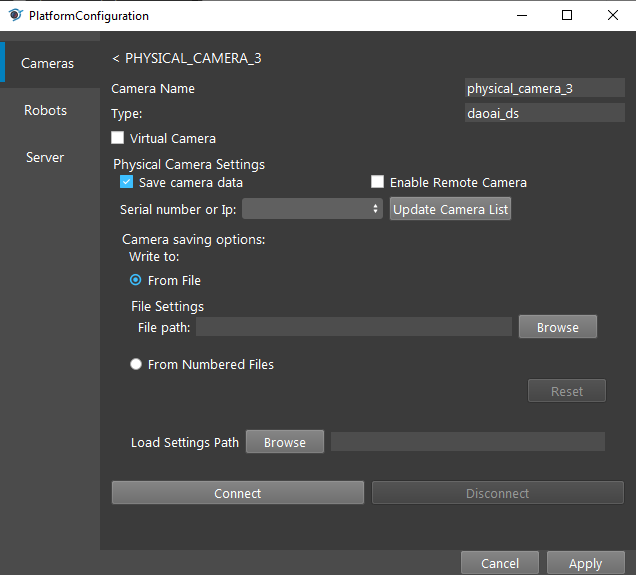 PlatformConfiguration
Cameras
Robots
Server
< PHYSICAL_CAMERA_3
Camera Name physical_camera_3
Type: daoai_ds
Virtual Camera
Physical Camera Settings
Save camera data Enable Remote Camera
Serial number or Ip: Update Camera List
Camera saving options:
Write to:
From File
File Settings
File path: Browse
From Numbered Files
Reset
Load Settings Path Browse
Connect Disconnect
Cancel Apply